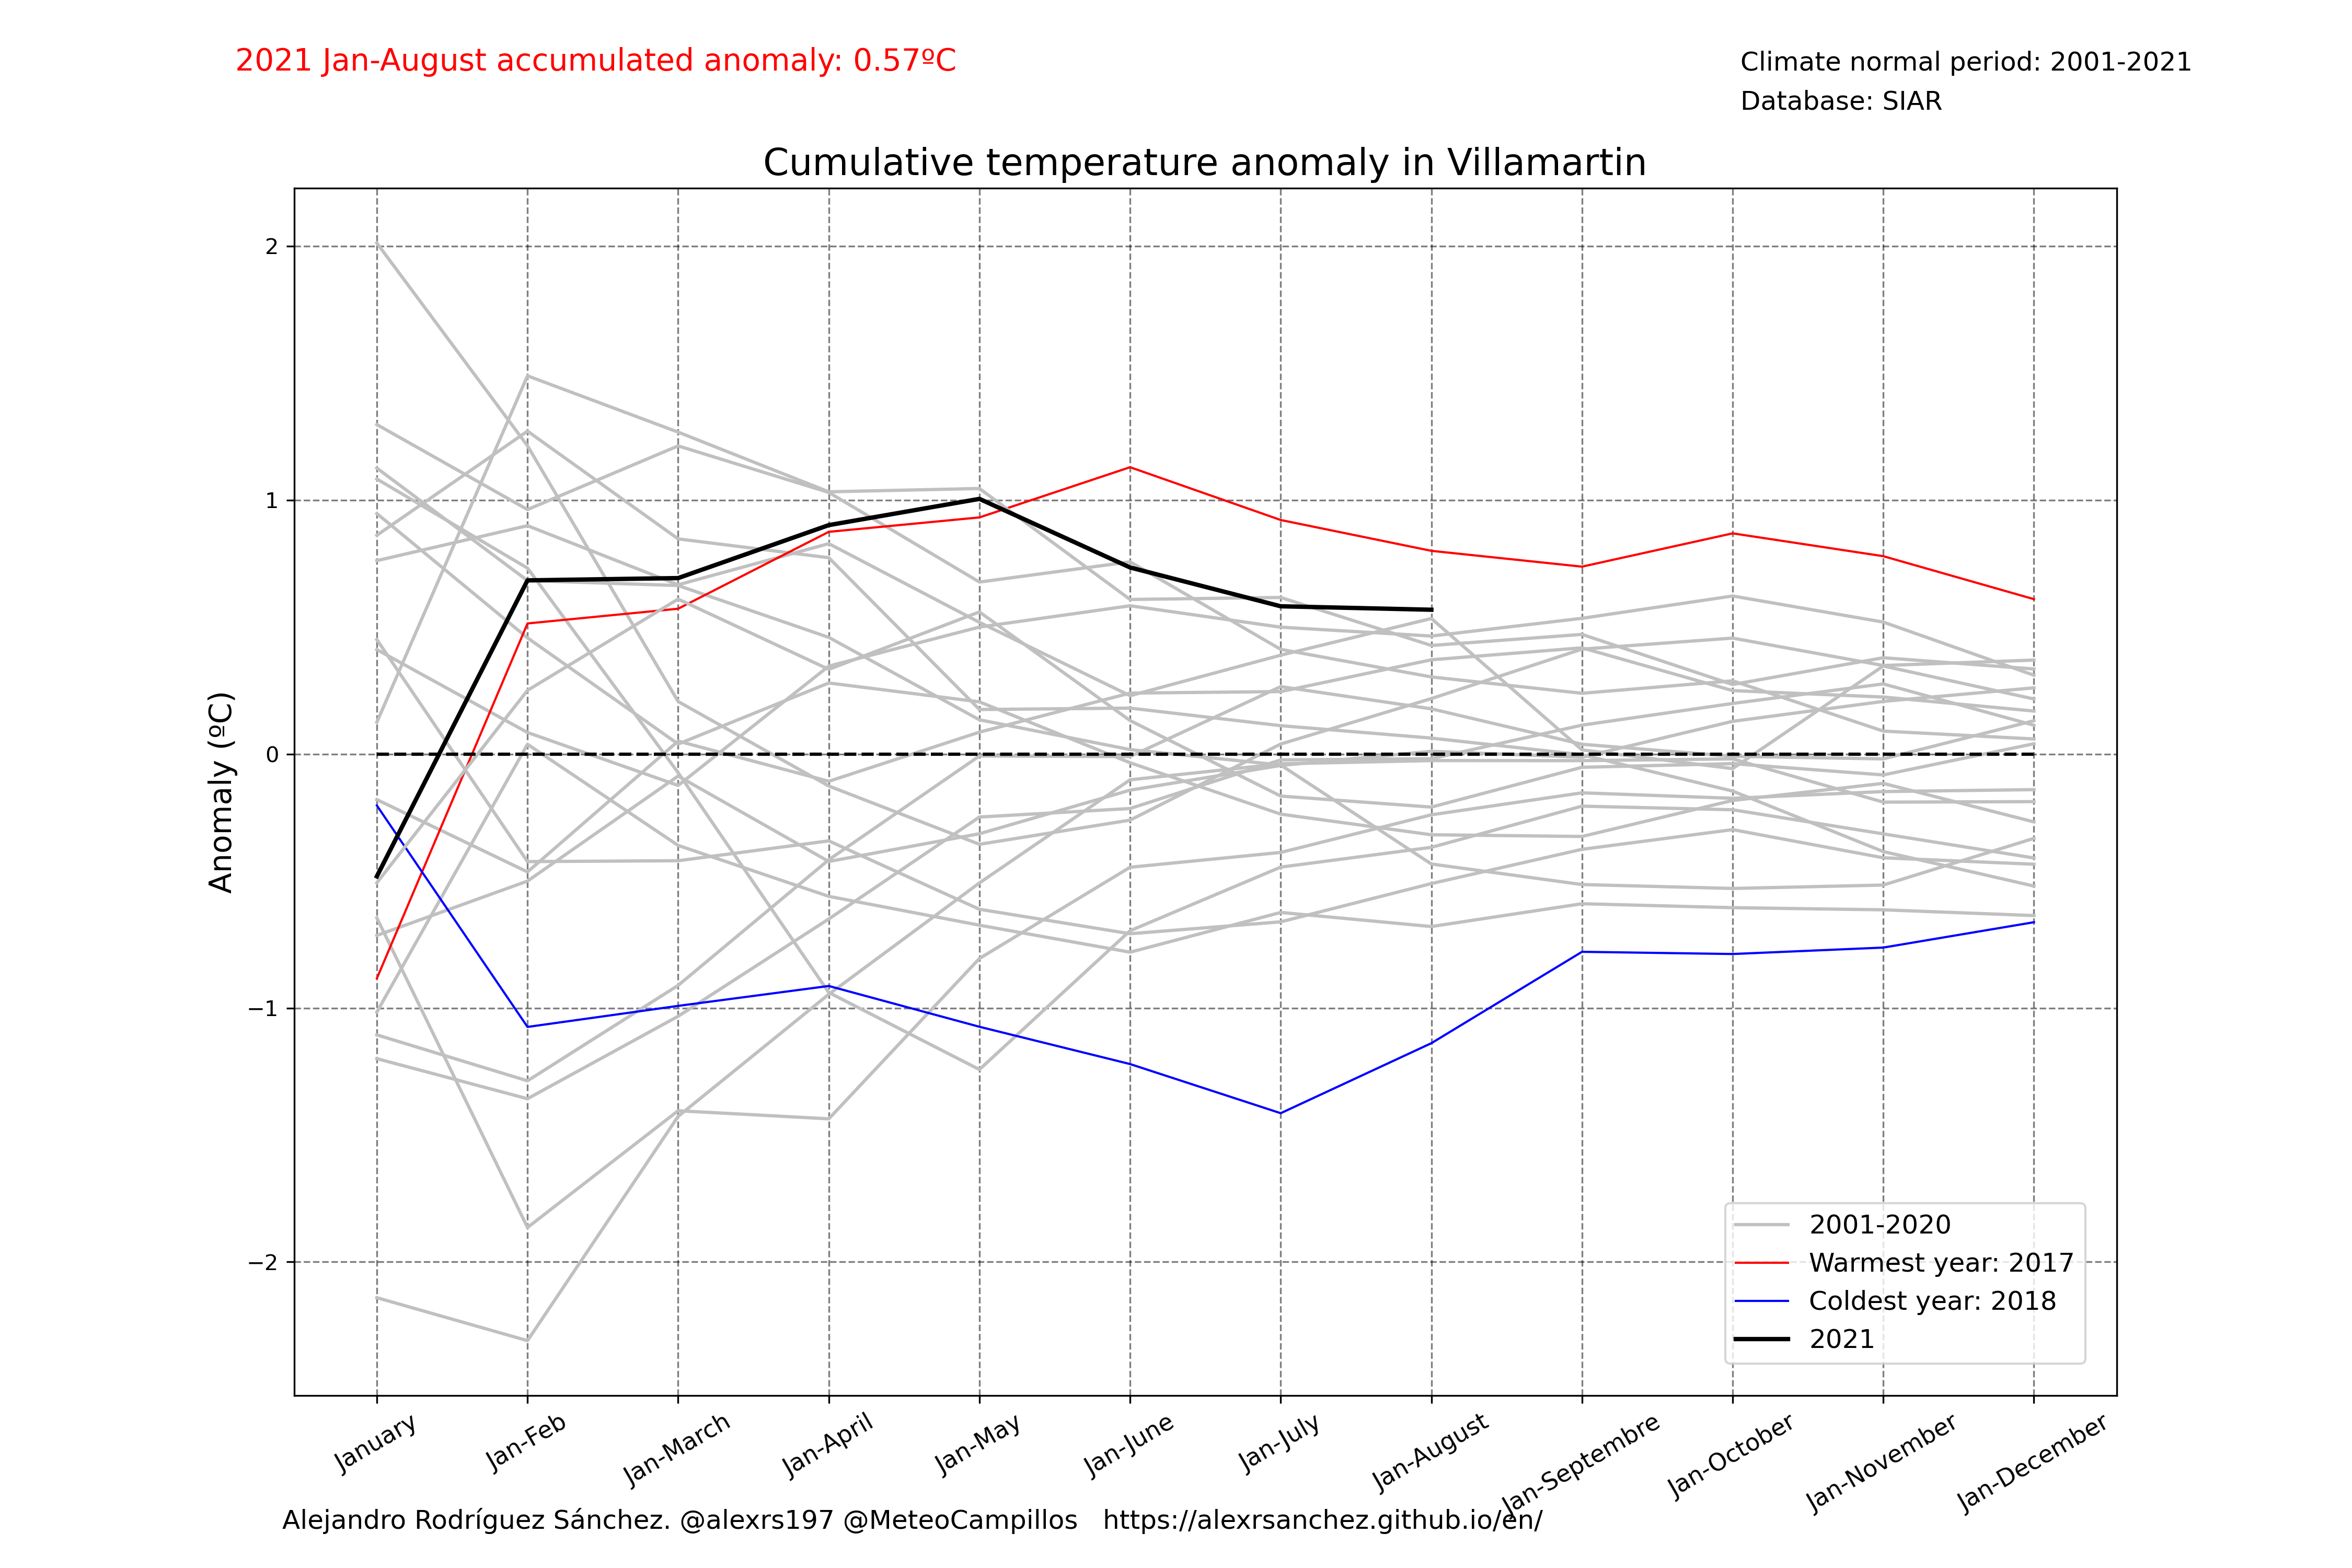 2021 Jan-August accumulated anomaly: 0.57ºC
Climate normal period: 2001-2021
Database: SIAR
Cumulative temperature anomaly in Villamartin
Anomaly (ºC)
2
1
0
−1
−2
2001-2020
Warmest year: 2017
Coldest year: 2018
2021
January
Jan-Feb
Jan-March
Jan-April
Jan-May
Jan-June
Jan-July
Jan-August
Jan-Septembre
Jan-October
Jan-November
Jan-December
Alejandro Rodríguez Sánchez. @alexrs197 @MeteoCampillos https://alexrsanchez.github.io/en/